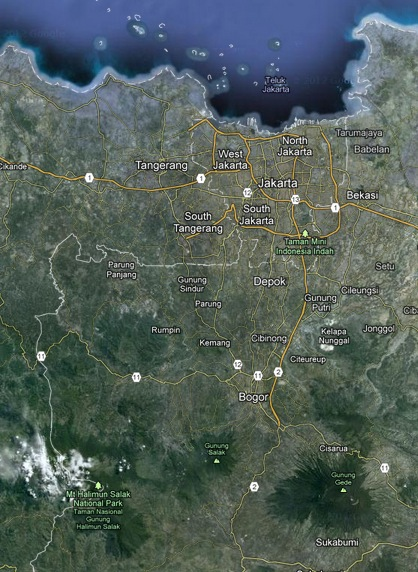 Teluk
Jakarta
Tarumajaya
North
Jakarta
Babelan
West
Jakarta
Cikande
Tangerang
1
1
Jakarta
12
13
Bekasi
1
South
Jakarta
South
Tangerang
Taman Mini
Indonesia Indah
Parung
Panjang
Setu
Gunung
Sindur
Depok
Cileungsi
Gunung
Putri
Parung
Rumpin
Kemang
Cibinong
Kelapa
Nunggal
Jonggol
11
Citeureup
12
11
2
11
Bogor
Gunung
Salak
Cisarua
11
Gunung
Gede
2
Mt Halimun Salak
National Park
Taman Nasional
Gunung
Halimun Salak
Sukabumi